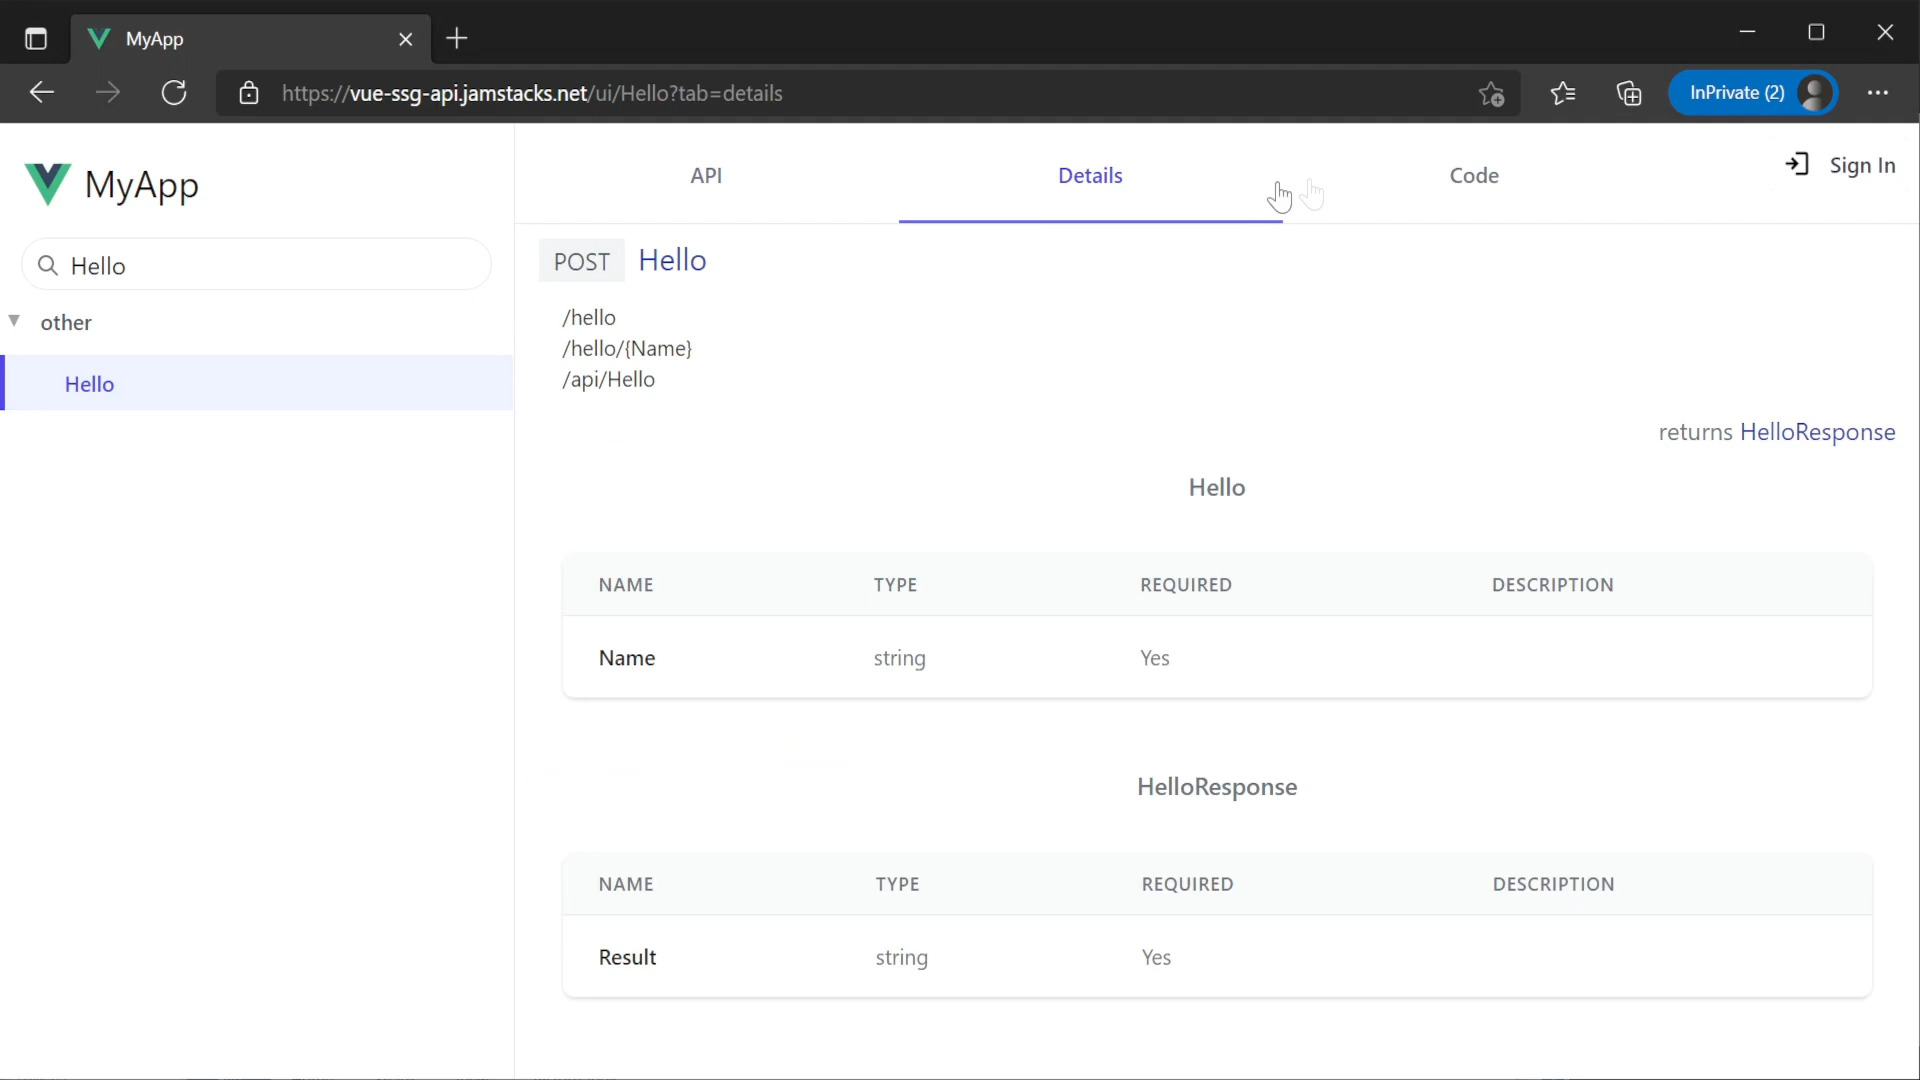 MyApp
https://vue-ssg-api.jamstacks.net/ui/Hello?tab=details
InPrivate (2)
MyApp
Hello
other
Hello
API
Details
Code
Sign In
POST Hello
/hello
/hello/{Name}
/api/Hello
returns HelloResponse
Hello
NAME TYPE REQUIRED DESCRIPTION
Name string Yes
HelloResponse
NAME TYPE REQUIRED DESCRIPTION
Result string Yes